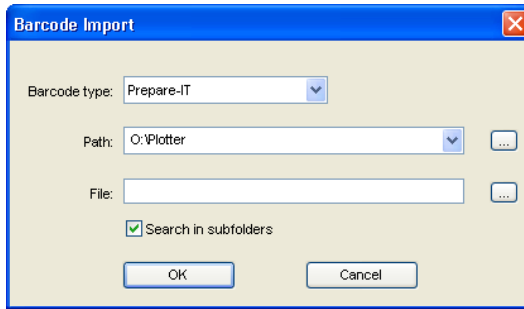 Barcode Import
Barcode type: Prepare-IT
Path: O:\Plotter ...
File: ...
Search in subfolders
OK Cancel